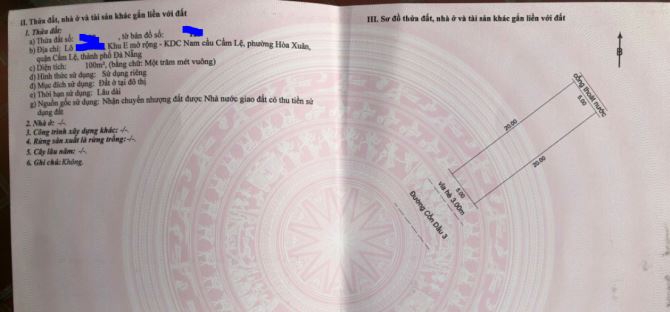 II. Thửa đất, nhà ở và tài sản khác gắn liền với đất
1. Thửa đất:
a) Thửa đất số: , tờ bản đồ số:
b) Địa chỉ: Lô Khu E mở rộng - KDC Nam cầu Cẩm Lệ, phường Hòa Xuân,
quận Cẩm Lệ, thành phố Đà Nẵng
c) Diện tích: 100m², (bằng chữ: Một trăm mét vuông)
d) Hình thức sử dụng: Sử dụng riêng
đ) Mục đích sử dụng: Đất ở tại đô thị
e) Thời hạn sử dụng: Lâu dài
g) Nguồn gốc sử dụng: Nhận chuyển nhượng đất được Nhà nước giao đất có thu tiền sử
dụng đất
2. Nhà ở: -/-.
3. Công trình xây dựng khác: -/-.
4. Rừng sản xuất là rừng trồng: -/-.
5. Cây lâu năm: -/-.
6. Ghi chú: Không.
III. Sơ đồ thửa đất, nhà ở và tài sản khác gắn liền với đất
B
cống thoát nước
5.00
20.00
20.00
5.00
vỉa hè 3.00m
Đường Cồn Dầu 3